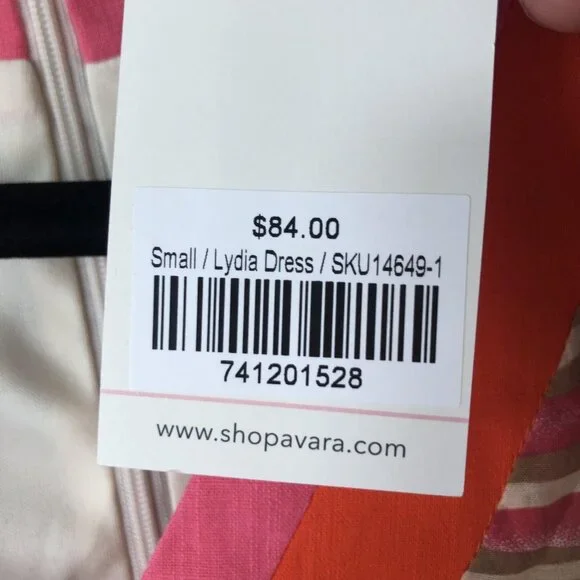 $84.00
Small / Lydia Dress / SKU14649-1
741201528
www.shopavara.com